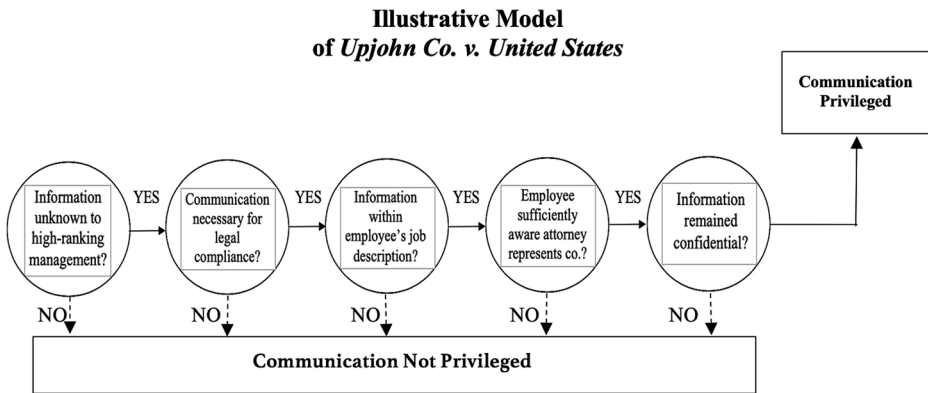 Illustrative Model
of Upjohn Co. v. United States
Communication
Privileged
Information
unknown to
high-ranking
management?
YES
Communication
necessary for
legal
compliance?
YES
Information
within
employee's job
description?
YES
Employee
sufficiently
aware attorney
represents co.?
YES
Information
remained
confidential?
NO
NO
NO
NO
NO
Communication Not Privileged